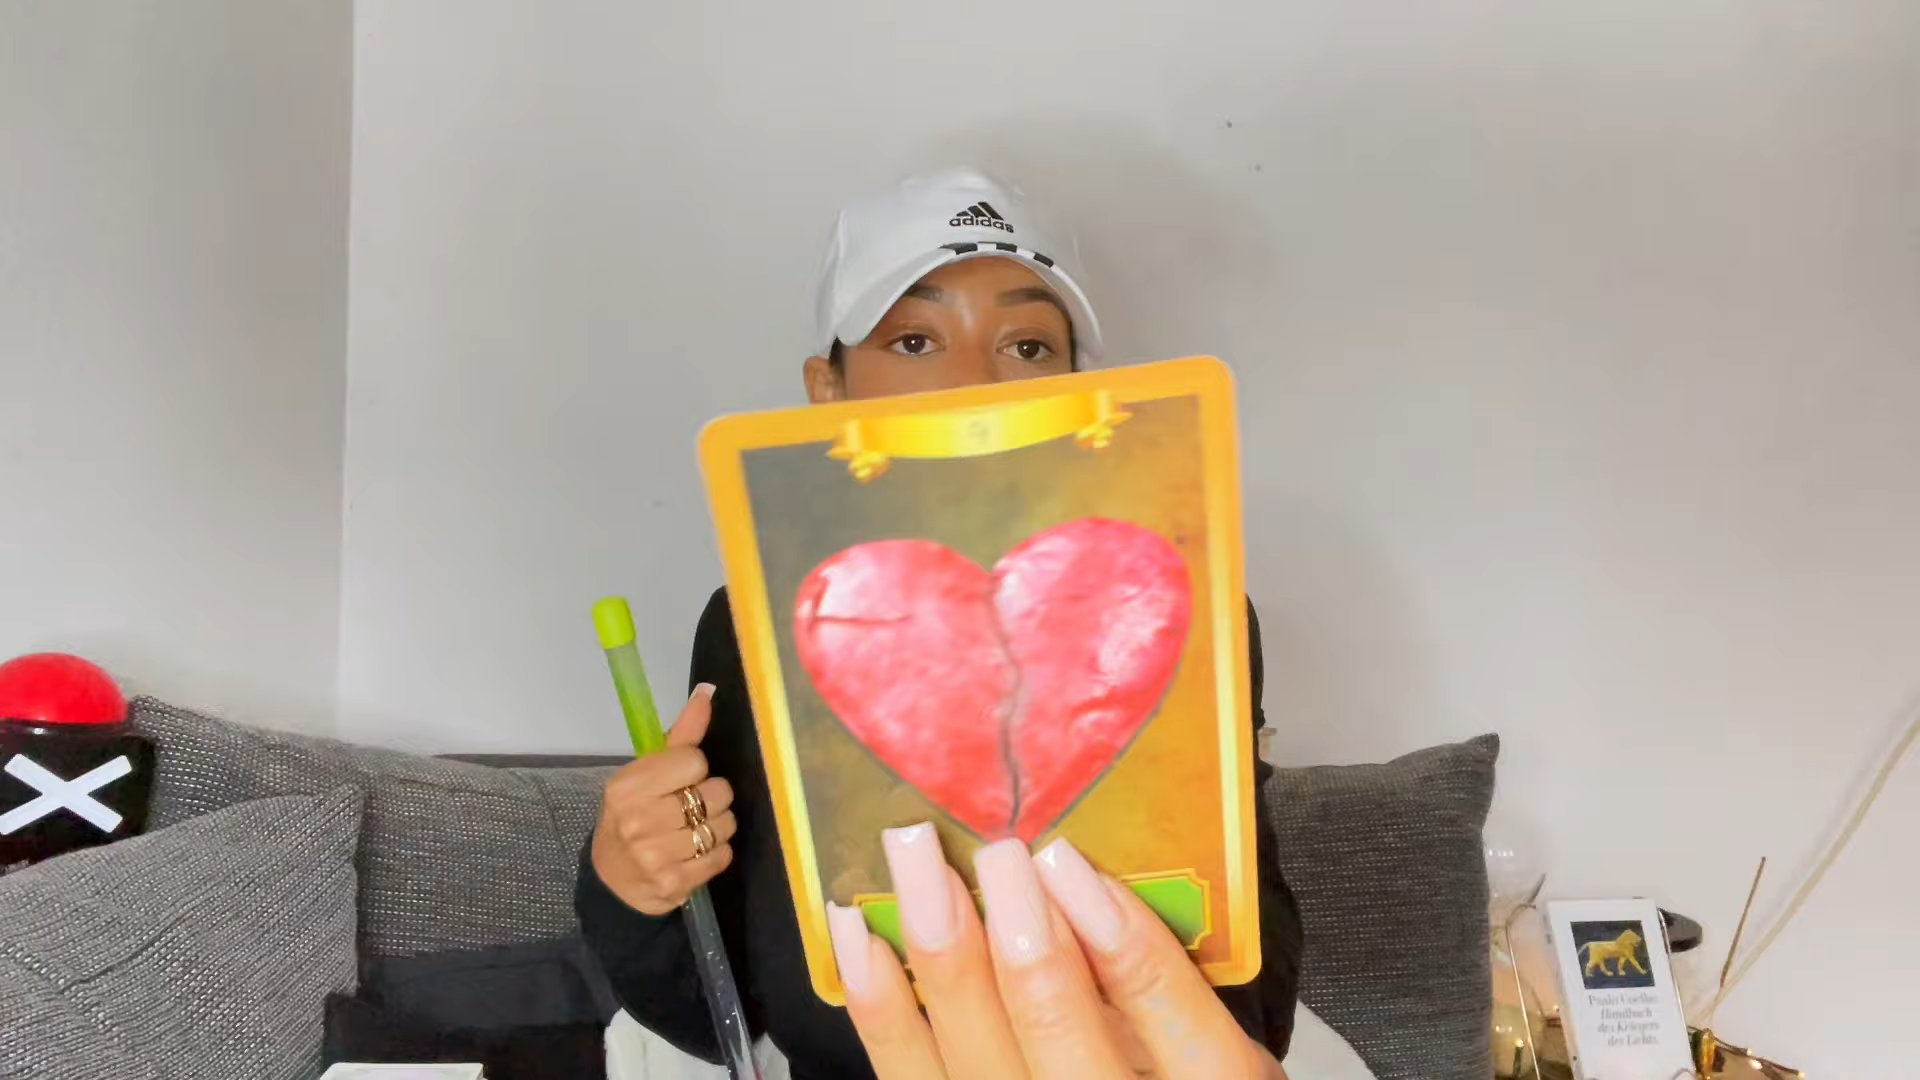 adidas
Paulo Coelho
Handbuch
des Kriegers
des Lichts